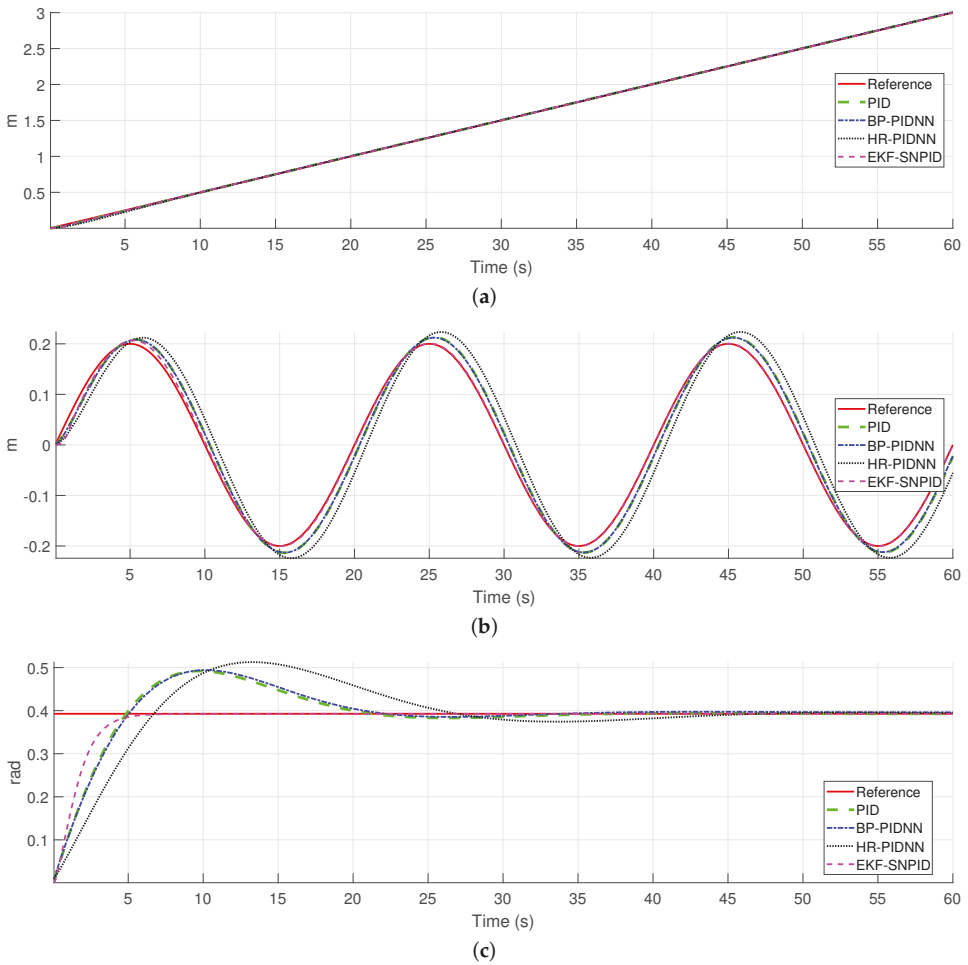 3
2.5
2
1.5
1
0.5
m
Reference
PID
BP-PIDNN
HR-PIDNN
EKF-SNPID
5 10 15 20 25 30 35 40 45 50 55 60
Time (s)
(a)
0.2
0.1
0
-0.1
-0.2
m
Reference
PID
BP-PIDNN
HR-PIDNN
EKF-SNPID
5 10 15 20 25 30 35 40 45 50 55 60
Time (s)
(b)
0.5
0.4
0.3
0.2
0.1
rad
Reference
PID
BP-PIDNN
HR-PIDNN
EKF-SNPID
5 10 15 20 25 30 35 40 45 50 55 60
Time (s)
(c)